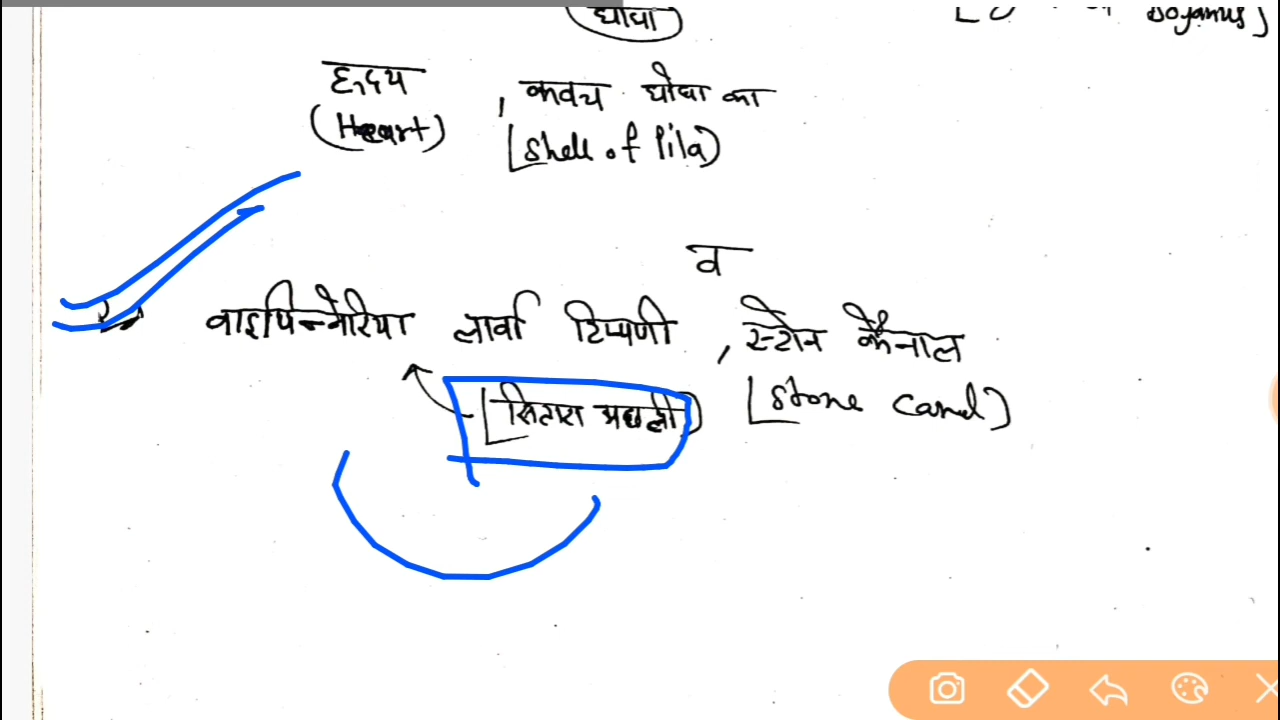 घोंघा
हृदय , कवच घोंघा का
(Heart) [Shell of Pila)
व
वाइपिन्नेरिया लार्वा टिप्पणी , स्टोन कैनाल
[सितारा मछली) [Stone canal)